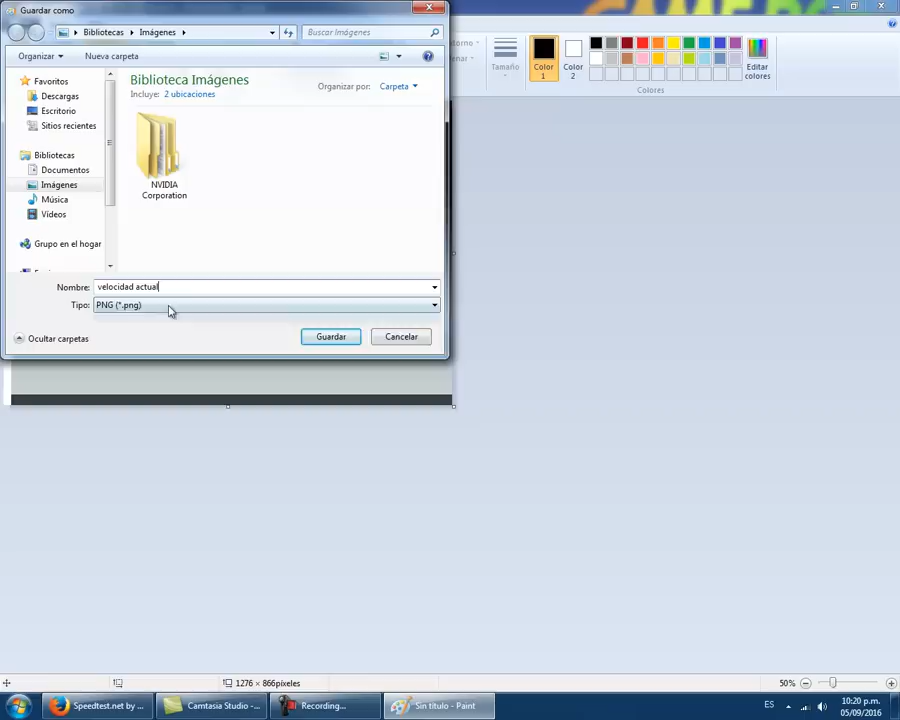 Guardar como
Bibliotecas Imágenes
Buscar Imágenes
Organizar
Nueva carpeta
Favoritos
Descargas
Escritorio
Sitios recientes
Bibliotecas
Documentos
Imágenes
Música
Vídeos
Grupo en el hogar
Biblioteca Imágenes
Incluye: 2 ubicaciones
Organizar por: Carpeta
NVIDIA
Corporation
Nombre: velocidad actual
Tipo: PNG (*.png)
Ocultar carpetas
Guardar
Cancelar
Tamaño
Color
1
Color
2
Editar
colores
Colores
1276 × 866píxeles
50%
Speedtest.net by ...
Camtasia Studio -...
Recording...
Sin título - Paint
ES
10:20 p.m.
05/09/2016